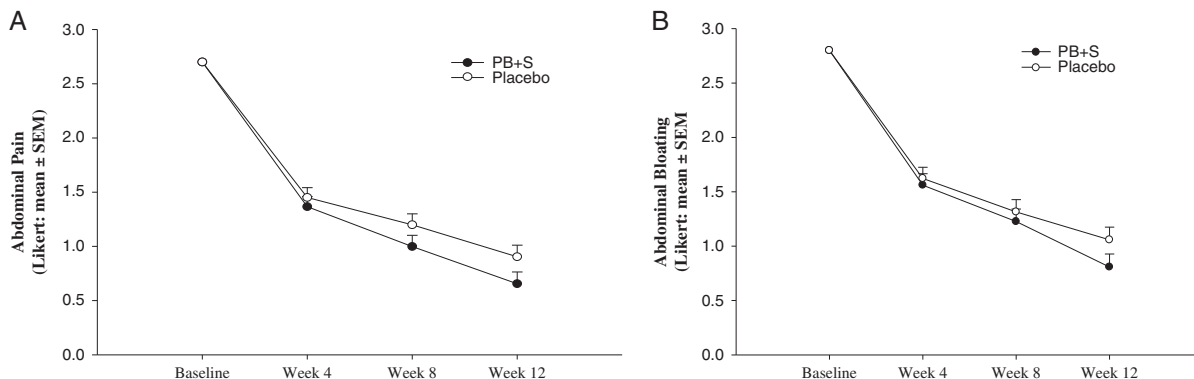 A
Abdominal Pain
(Likert: mean ± SEM)
3.0
2.5
2.0
1.5
1.0
0.5
0.0
PB+S
Placebo
Baseline Week 4 Week 8 Week 12
B
Abdominal Bloating
(Likert: mean ± SEM
3.0
2.5
2.0
1.5
1.0
0.5
0.0
PB+S
Placebo
Baseline Week 4 Week 8 Week 12